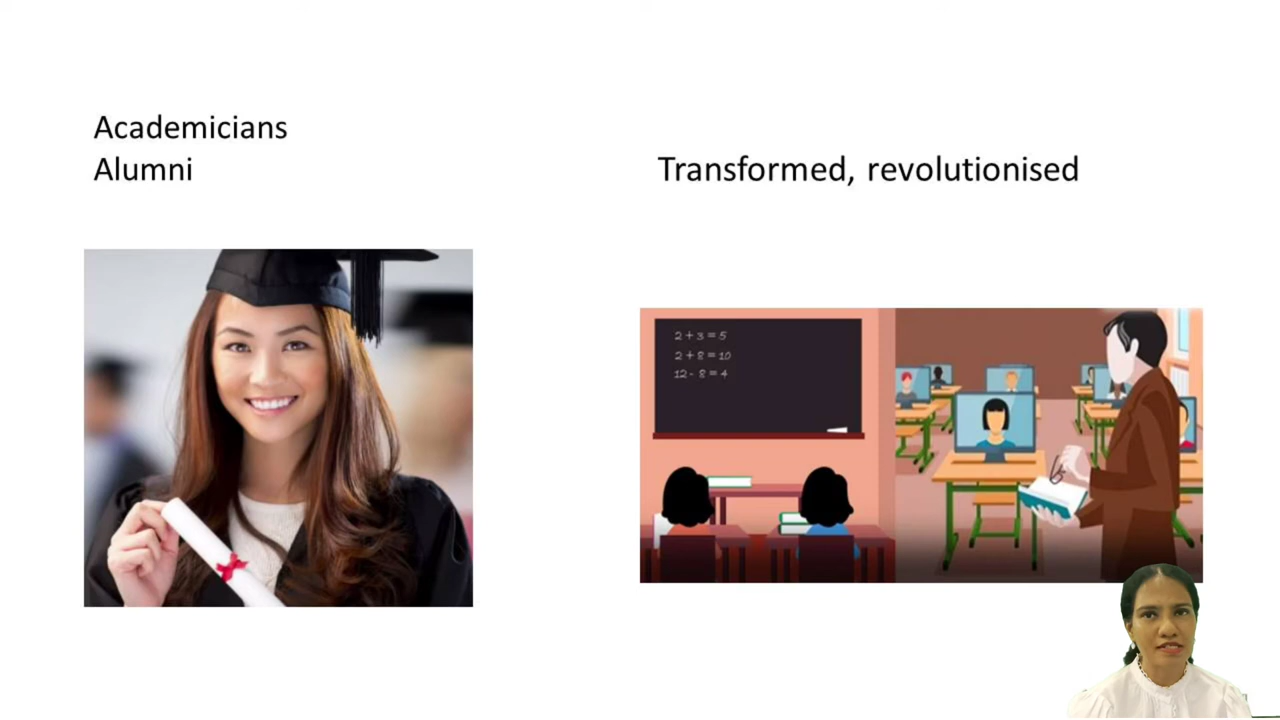 Academicians
Alumni
Transformed, revolutionised
2 + 3 = 5
2 + 8 = 10
12 - 8 = 4